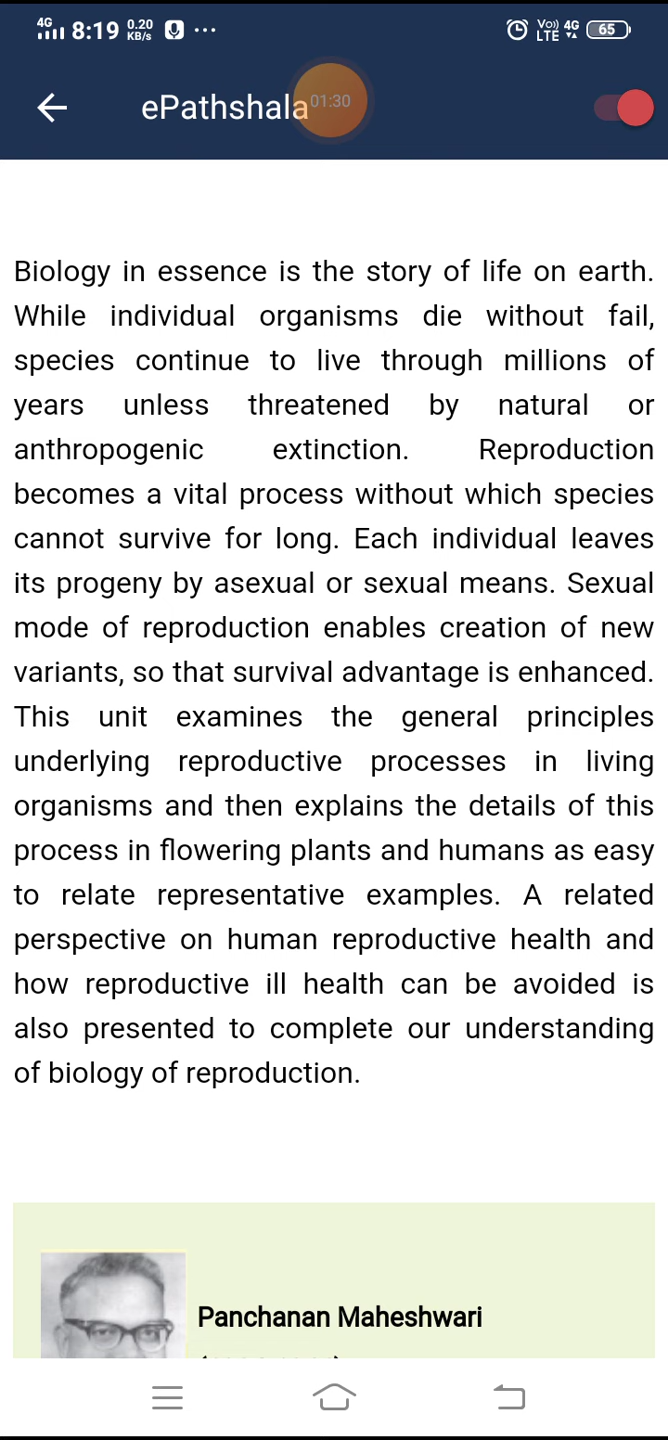 4G 8:19 0.20 KB/s ... Vo)) LTE 4G 65
ePathshala 01:30
Biology in essence is the story of life on earth.
While individual organisms die without fail,
species continue to live through millions of
years unless threatened by natural or
anthropogenic extinction. Reproduction
becomes a vital process without which species
cannot survive for long. Each individual leaves
its progeny by asexual or sexual means. Sexual
mode of reproduction enables creation of new
variants, so that survival advantage is enhanced.
This unit examines the general principles
underlying reproductive processes in living
organisms and then explains the details of this
process in flowering plants and humans as easy
to relate representative examples. A related
perspective on human reproductive health and
how reproductive ill health can be avoided is
also presented to complete our understanding
of biology of reproduction.
Panchanan Maheshwari